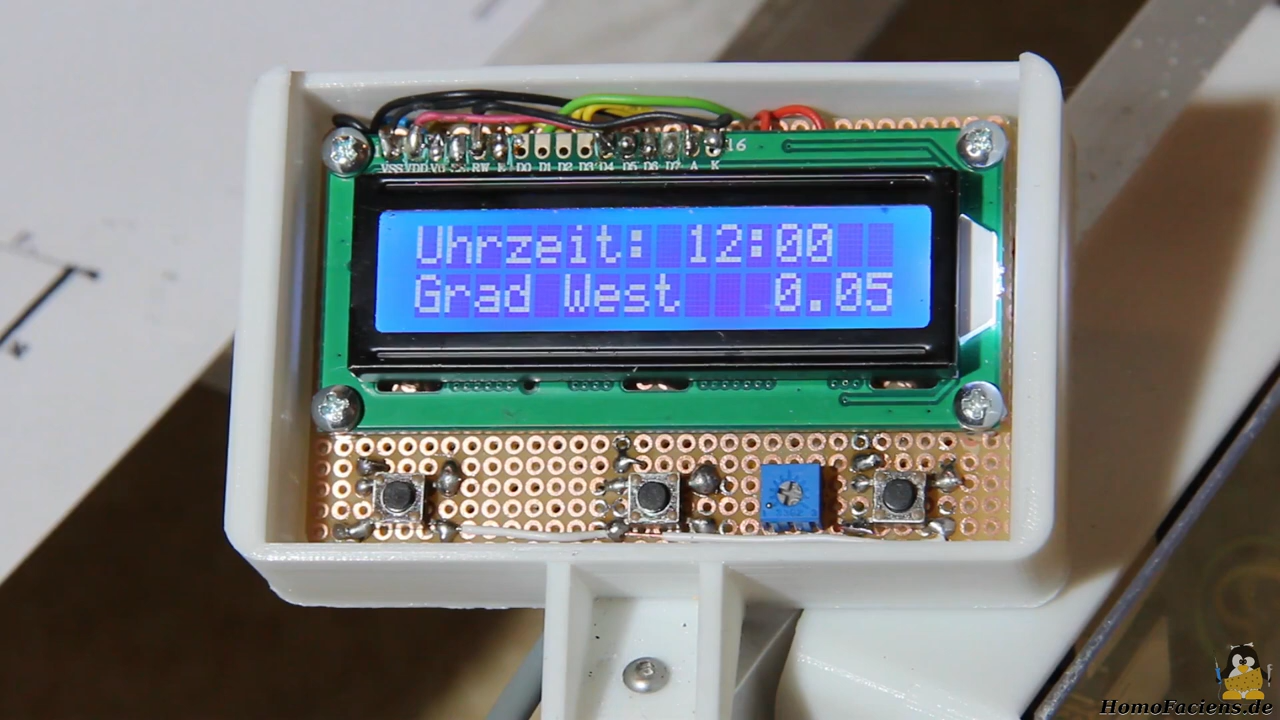 16
VSS VDD V0 RW E D0 D1 D2 D3 D4 D5 D6 D7 A K
Uhrzeit: 12:00
Grad West 0.05
HomoFaciens.de